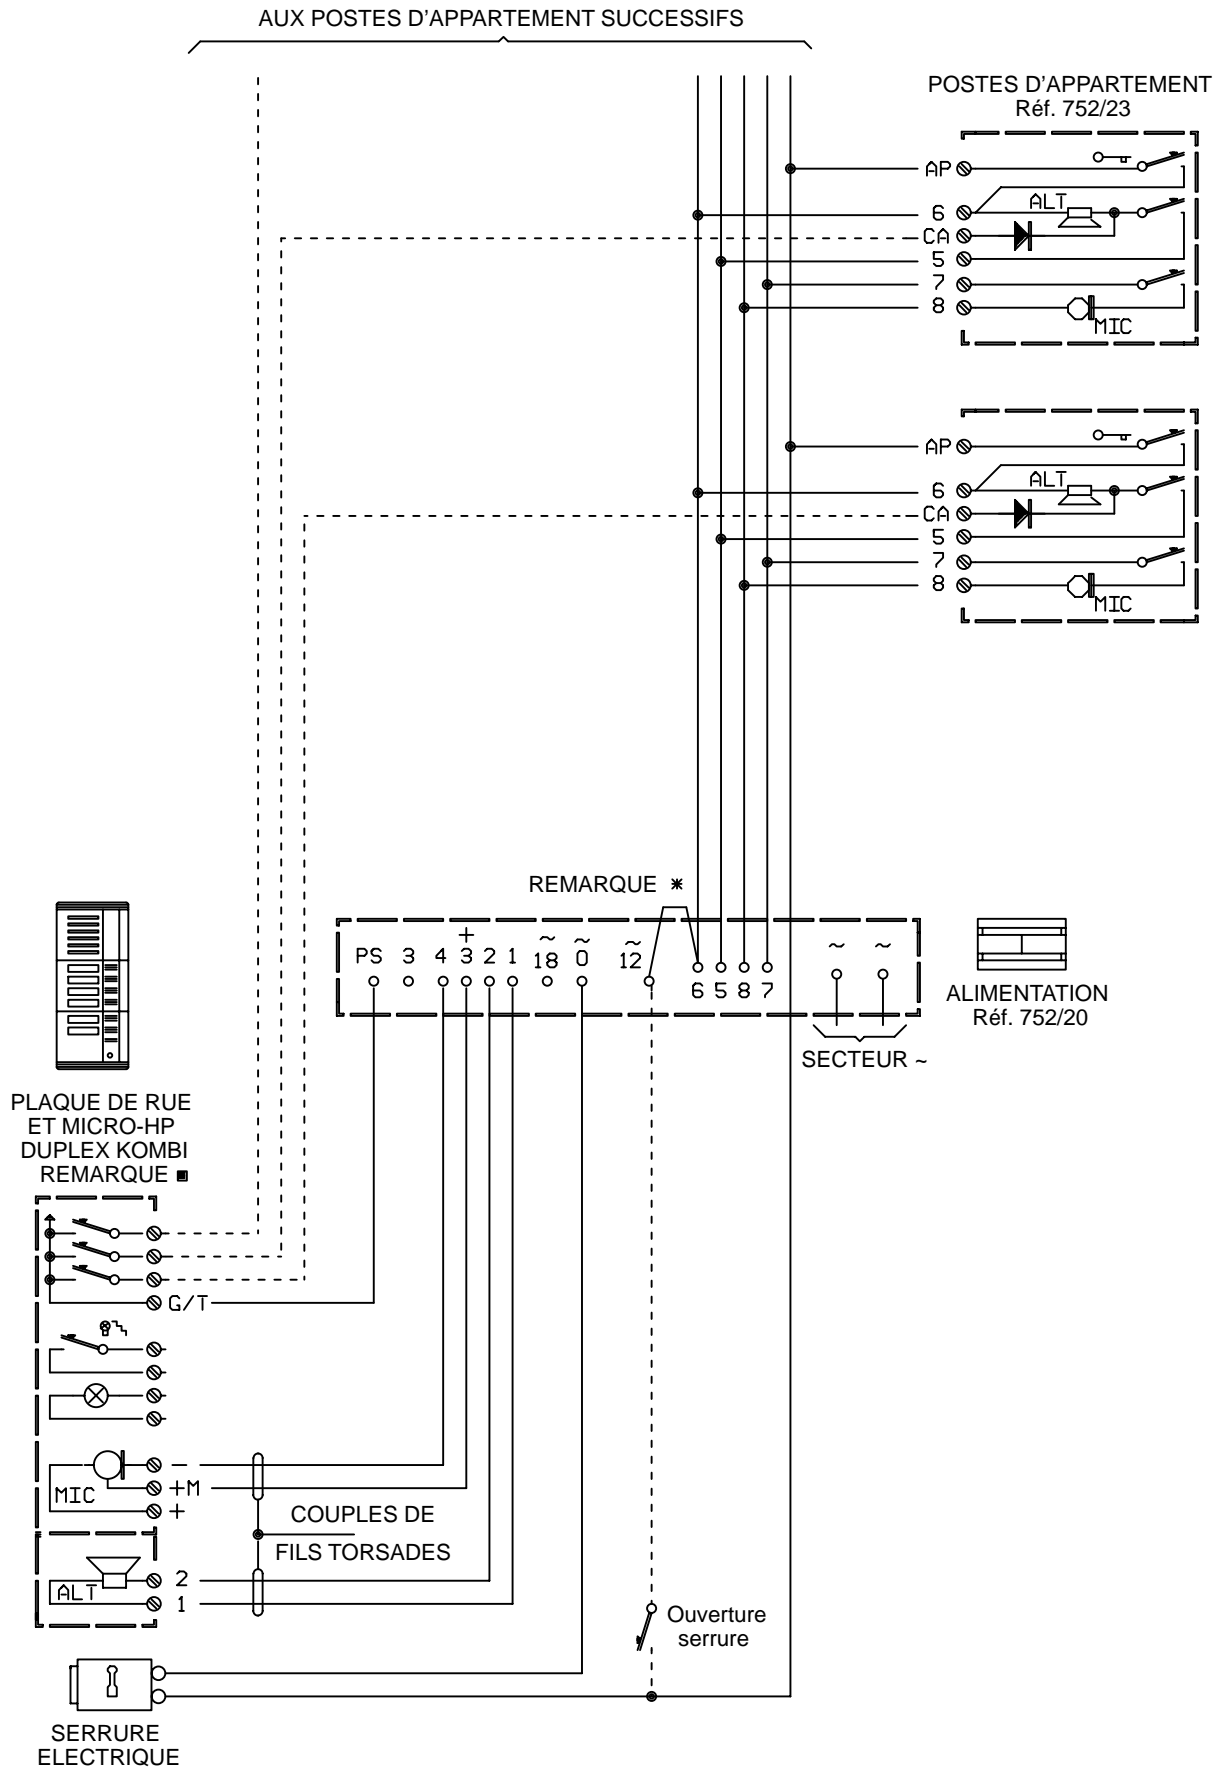 AUX POSTES D'APPARTEMENT SUCCESSIFS
POSTES D'APPARTEMENT
Réf. 752/23
AP
6
ALT
CA
5
7
8
MIC
AP
6
ALT
CA
5
7
8
MIC
REMARQUE ✱
PS 3 4 +3 2 1 ~18 ~0 ~12
6 5 8 7
~ ~
SECTEUR ~
ALIMENTATION
Réf. 752/20
PLAQUE DE RUE
ET MICRO-HP
DUPLEX KOMBI
REMARQUE ■
G/T
MIC
−
+M
+
COUPLES DE
FILS TORSADES
ALT
2
1
Ouverture
serrure
SERRURE
ELECTRIQUE